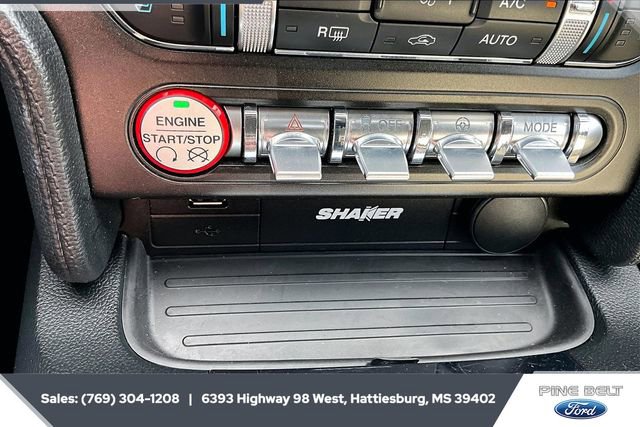 R
A/C
AUTO
ENGINE
START/STOP
OFF
MODE
SHAKER
Sales: (769) 304-1208 | 6393 Highway 98 West, Hattiesburg, MS 39402
PINE BELT
Ford